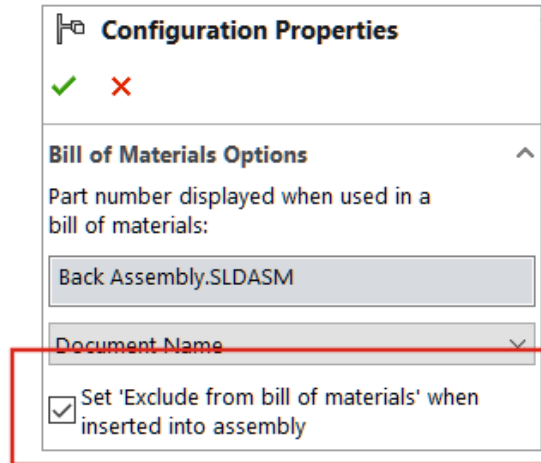 Configuration Properties
Bill of Materials Options
Part number displayed when used in a
bill of materials:
Back Assembly.SLDASM
Document Name
Set 'Exclude from bill of materials' when
inserted into assembly